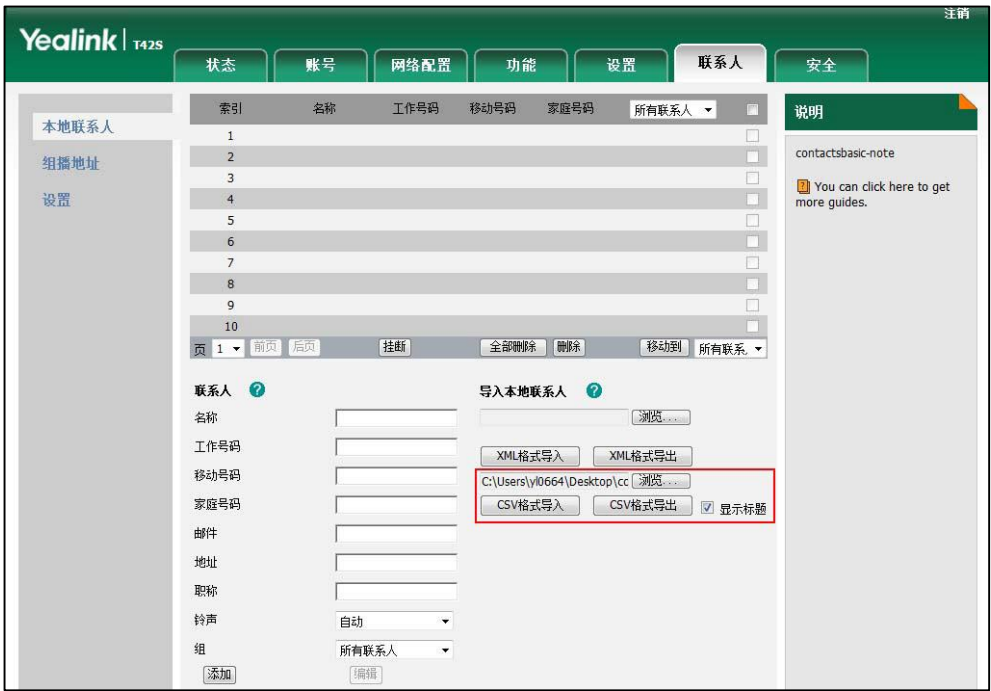 注销
Yealink | T42S
状态 账号 网络配置 功能 设置 联系人 安全
本地联系人
组播地址
设置
索引 名称 工作号码 移动号码 家庭号码 所有联系人
1
2
3
4
5
6
7
8
9
10
页 1 前页 后页 挂断 全部删除 删除 移动到 所有联系
联系人
名称
工作号码
移动号码
家庭号码
邮件
地址
职称
铃声 自动
组 所有联系人
添加 编辑
导入本地联系人
浏览...
XML格式导入 XML格式导出
C:\Users\yl0664\Desktop\cc 浏览...
CSV格式导入 CSV格式导出 显示标题
说明
contactsbasic-note
You can click here to get
more guides.